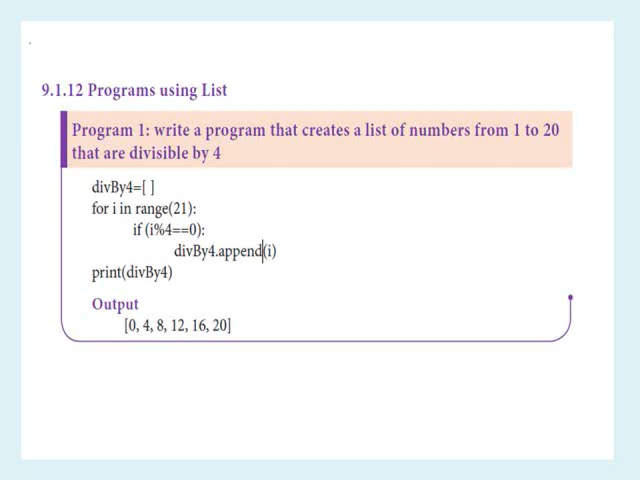 9.1.12 Programs using List
Program 1: write a program that creates a list of numbers from 1 to 20
that are divisible by 4
divBy4=[ ]
for i in range(21):
if (i%4==0):
divBy4.append(i)
print(divBy4)
Output
[0, 4, 8, 12, 16, 20]